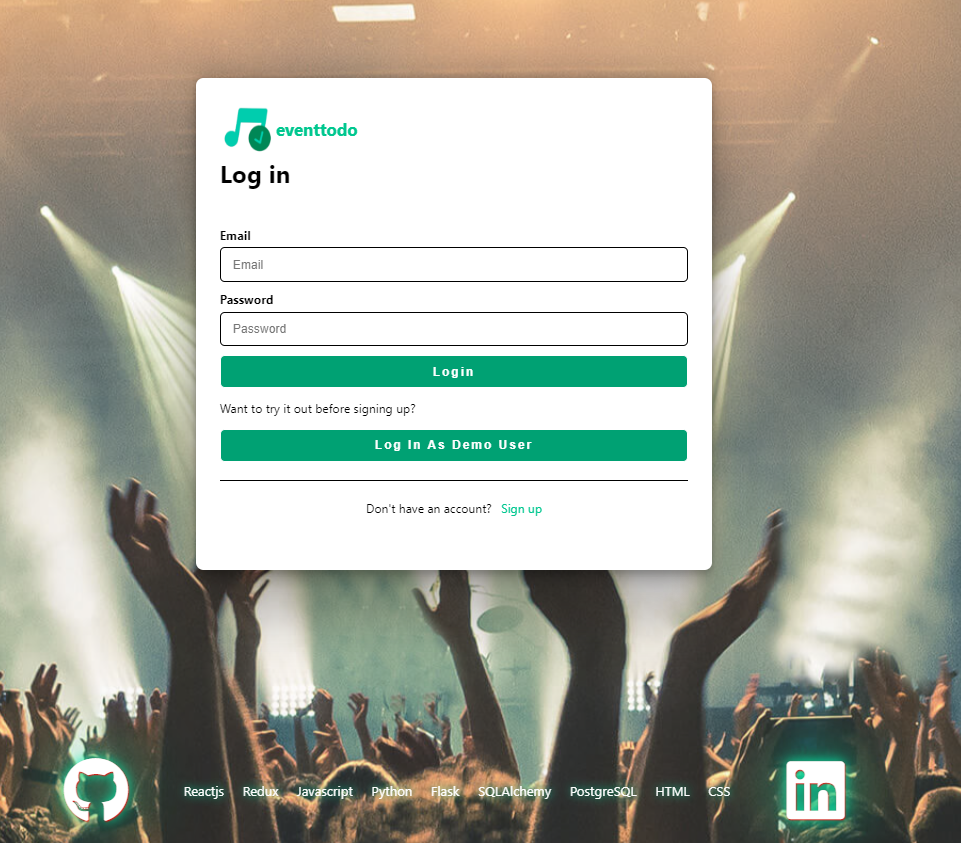 eventtodo
Log in
Email
Email
Password
Password
Login
Want to try it out before signing up?
Log In As Demo User
Don't have an account? Sign up
Reactjs Redux Javascript Python Flask SQLAlchemy PostgreSQL HTML CSS
in